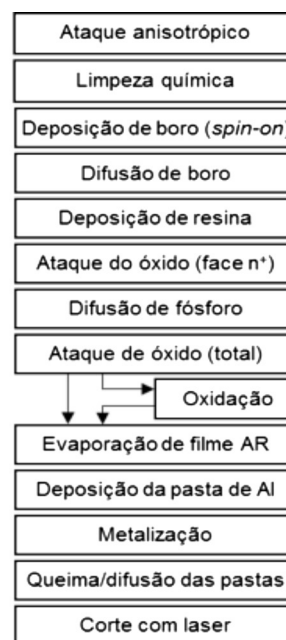 Ataque anisotrópico
Limpeza química
Deposição de boro (spin-on)
Difusão de boro
Deposição de resina
Ataque do óxido (face n⁺)
Difusão de fósforo
Ataque de óxido (total)
Oxidação
Evaporação de filme AR
Deposição da pasta de Al
Metalização
Queima/difusão das pastas
Corte com laser